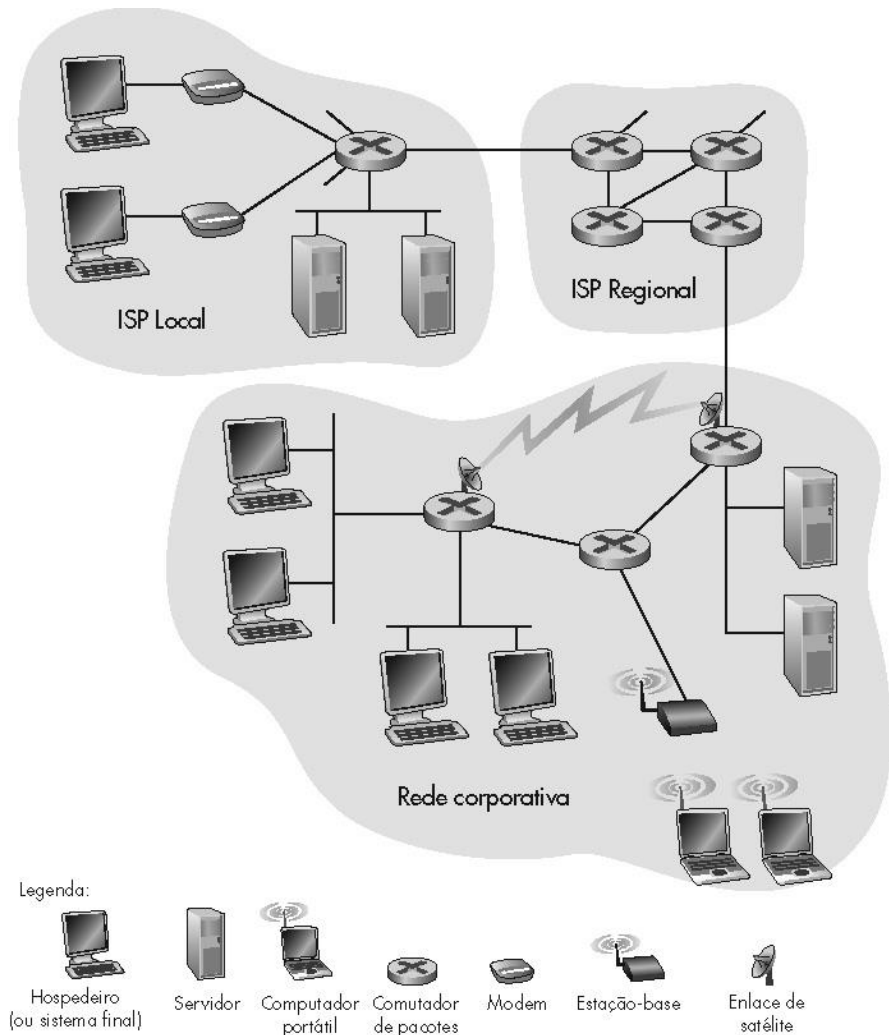 ISP Local
ISP Regional
Rede corporativa
Legenda:
Hospedeiro
(ou sistema final)
Servidor
Computador
portátil
Comutador
de pacotes
Modem
Estação-base
Enlace de
satélite